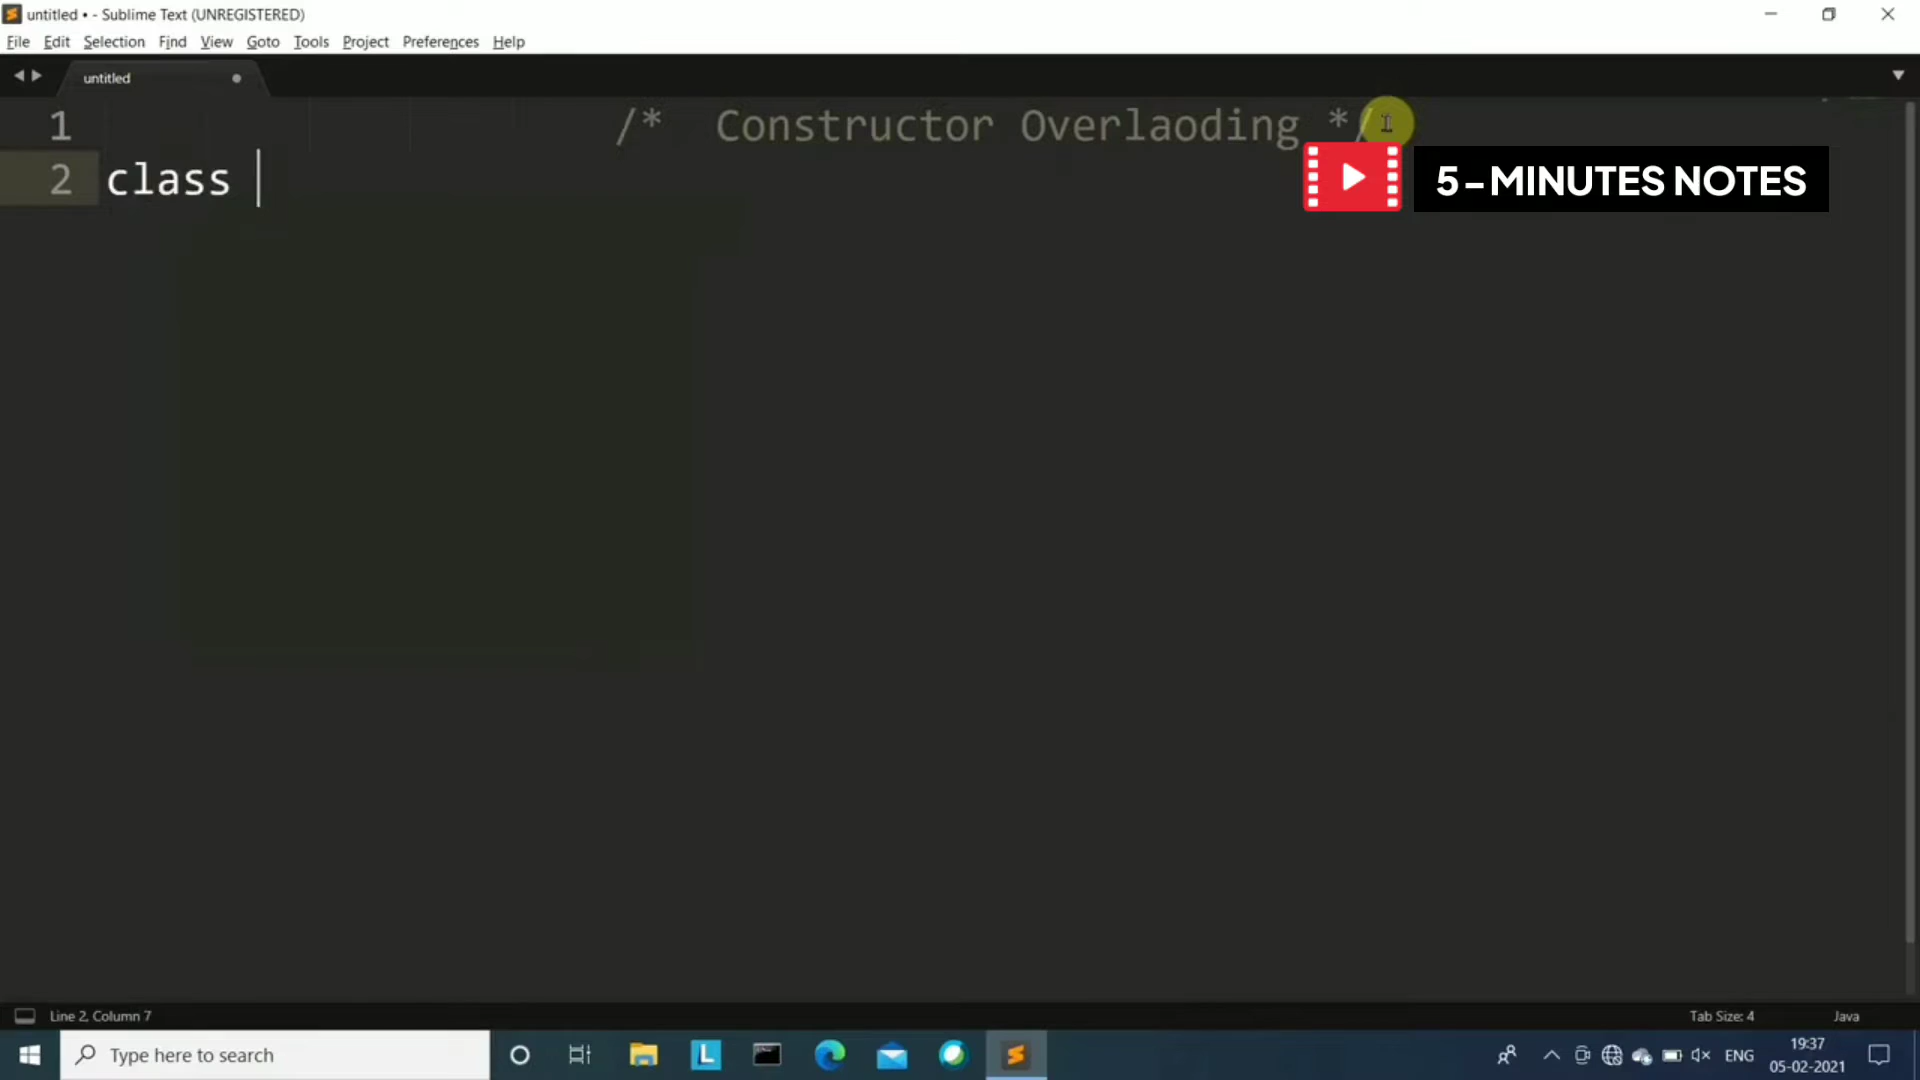 untitled • - Sublime Text (UNREGISTERED)
File Edit Selection Find View Goto Tools Project Preferences Help
untitled
1 /* Constructor Overlaoding */
2 class
5-MINUTES NOTES
Line 2, Column 7
Tab Size: 4
Java
Type here to search
L
ENG
19:37
05-02-2021